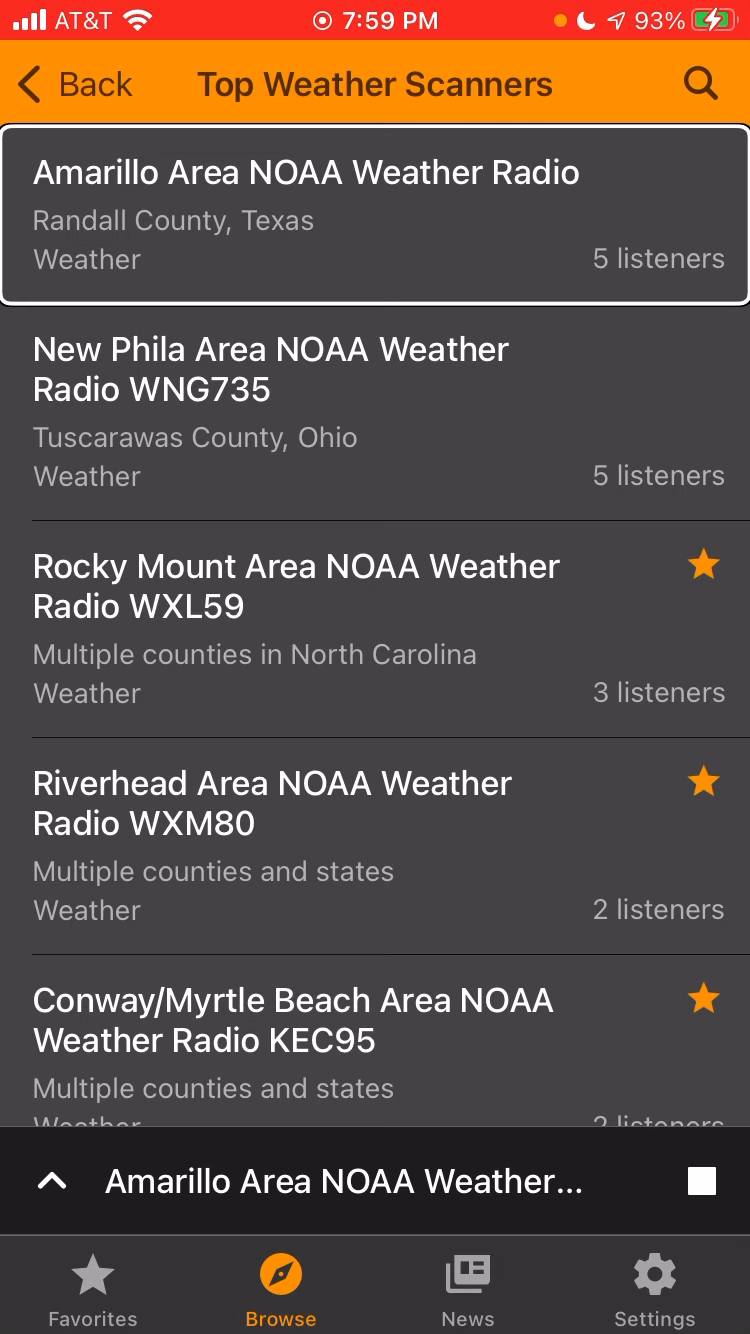 AT&T 7:59 PM 93%
Back Top Weather Scanners
Amarillo Area NOAA Weather Radio
Randall County, Texas
Weather 5 listeners
New Phila Area NOAA Weather
Radio WNG735
Tuscarawas County, Ohio
Weather 5 listeners
Rocky Mount Area NOAA Weather
Radio WXL59
Multiple counties in North Carolina
Weather 3 listeners
Riverhead Area NOAA Weather
Radio WXM80
Multiple counties and states
Weather 2 listeners
Conway/Myrtle Beach Area NOAA
Weather Radio KEC95
Multiple counties and states
Weather 2 listeners
Amarillo Area NOAA Weather...
Favorites Browse News Settings